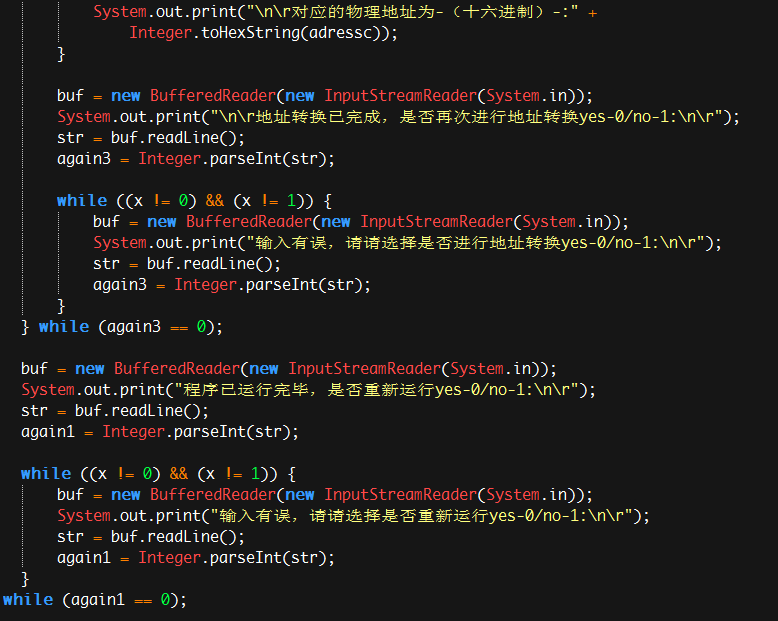 System.out.print("\n\r对应的物理地址为-（十六进制）-:" +
Integer.toHexString(adressc));
}
buf = new BufferedReader(new InputStreamReader(System.in));
System.out.print("\n\r地址转换已完成，是否再次进行地址转换yes-0/no-1:\n\r");
str = buf.readLine();
again3 = Integer.parseInt(str);
while ((x != 0) && (x != 1)) {
buf = new BufferedReader(new InputStreamReader(System.in));
System.out.print("输入有误，请请选择是否进行地址转换yes-0/no-1:\n\r");
str = buf.readLine();
again3 = Integer.parseInt(str);
}
} while (again3 == 0);
buf = new BufferedReader(new InputStreamReader(System.in));
System.out.print("程序已运行完毕，是否重新运行yes-0/no-1:\n\r");
str = buf.readLine();
again1 = Integer.parseInt(str);
while ((x != 0) && (x != 1)) {
buf = new BufferedReader(new InputStreamReader(System.in));
System.out.print("输入有误，请请选择是否重新运行yes-0/no-1:\n\r");
str = buf.readLine();
again1 = Integer.parseInt(str);
}
while (again1 == 0);